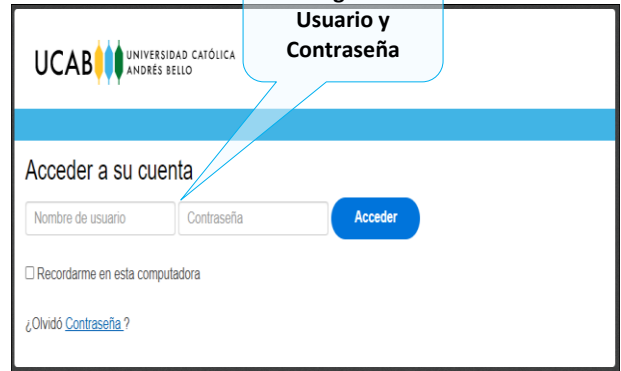 Usuario y
Contraseña
UCAB UNIVERSIDAD CATÓLICA
ANDRÉS BELLO
Acceder a su cuenta
Nombre de usuario Contraseña Acceder
Recordarme en esta computadora
¿Olvidó Contraseña ?